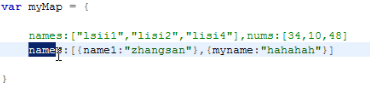 var myMap = {
names:["lsii1","lisi2","lisi4"],nums:[34,10,48]
names:[{name1:"zhangsan"},{myname:"hahahah"}]
}